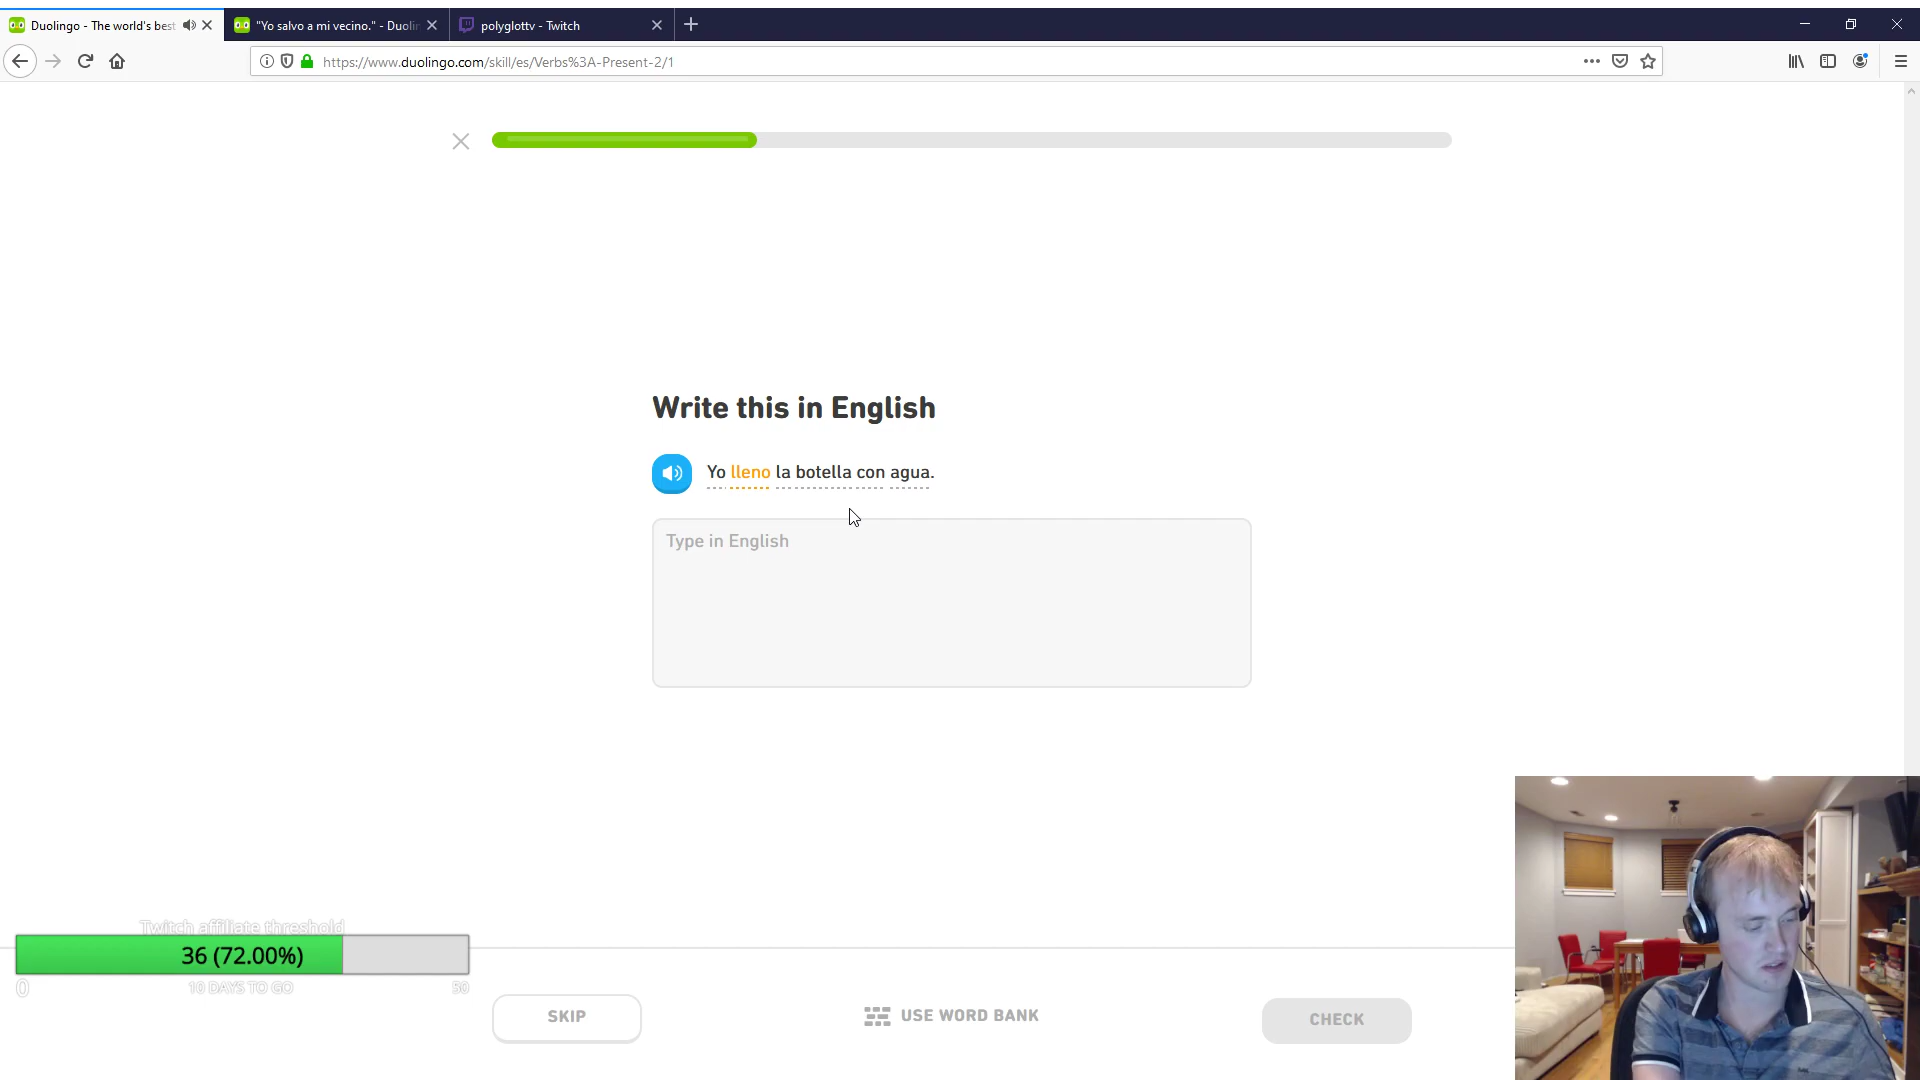 Duolingo - The world's best
"Yo salvo a mi vecino." - Duolin
polyglottv - Twitch
https://www.duolingo.com/skill/es/Verbs%3A-Present-2/1
Write this in English
Yo lleno la botella con agua.
Type in English
Twitch affiliate threshold
36 (72.00%)
0
10 DAYS TO GO
50
SKIP
USE WORD BANK
CHECK